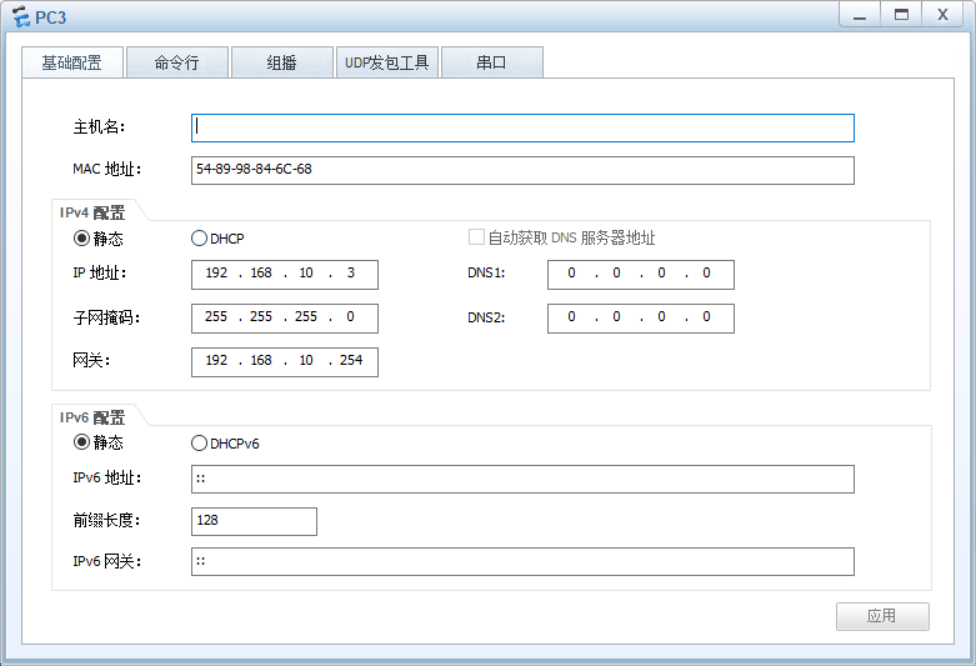 PC3
X
基础配置 命令行 组播 UDP发包工具 串口
主机名:
MAC 地址: 54-89-98-84-6C-68
IPv4 配置
静态 DHCP 自动获取 DNS 服务器地址
IP 地址: 192 . 168 . 10 . 3 DNS1: 0 . 0 . 0 . 0
子网掩码: 255 . 255 . 255 . 0 DNS2: 0 . 0 . 0 . 0
网关: 192 . 168 . 10 . 254
IPv6 配置
静态 DHCPv6
IPv6 地址: ::
前缀长度: 128
IPv6 网关: ::
应用